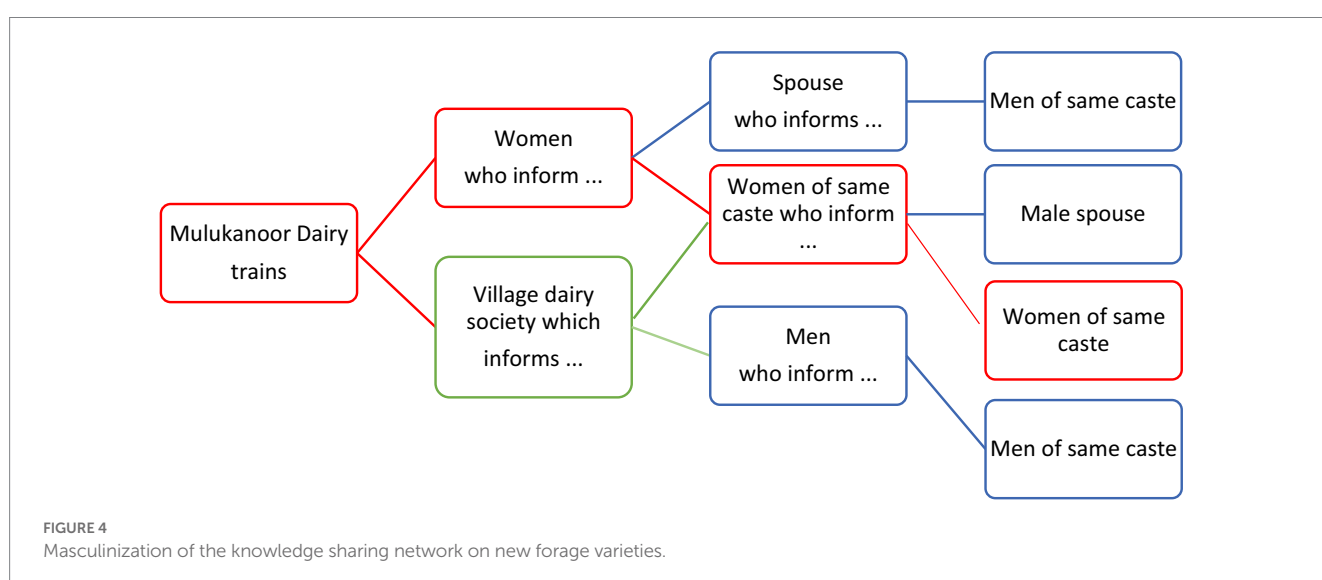 Mulukanoor Dairy
trains
Women
who inform ...
Village dairy
society which
informs ...
Spouse
who informs ...
Women of same
caste who inform
...
Men
who inform ...
Men of same caste
Male spouse
Women of same
caste
Men of same caste
FIGURE 4
Masculinization of the knowledge sharing network on new forage varieties.